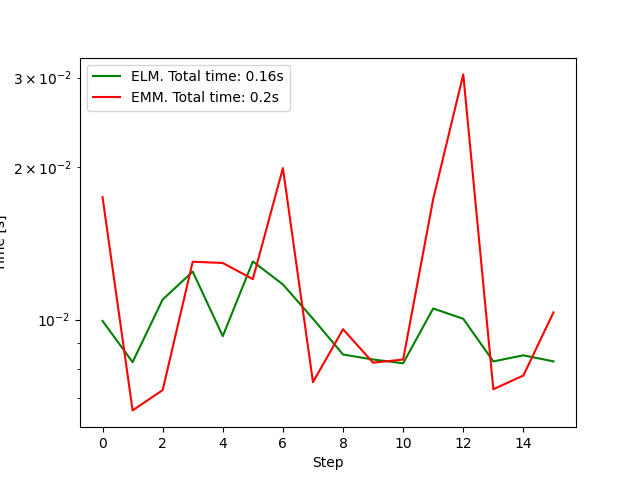 ELM. Total time: 0.16s
EMM. Total time: 0.2s
3 × 10⁻²
2 × 10⁻²
10⁻²
0 2 4 6 8 10 12 14
Step